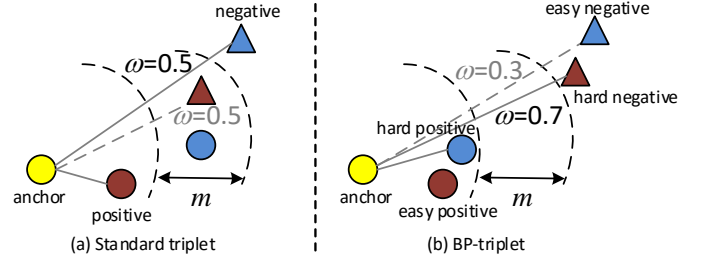 negative
ω=0.5
ω=0.5
anchor
positive
m
(a) Standard triplet
easy negative
ω=0.3
hard negative
ω=0.7
hard positive
anchor
easy positive
m
(b) BP-triplet